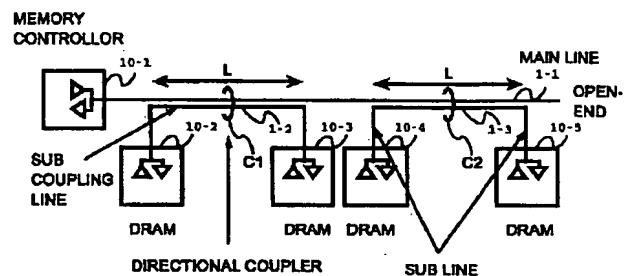 MEMORY
CONTROLLOR
10-1
L
L
MAIN LINE
1-1
OPEN-
END
10-2
1-2
10-3
10-4
1-3
10-5
SUB
COUPLING
LINE
C1
C2
DRAM
DRAM
DRAM
DRAM
DIRECTIONAL COUPLER
SUB LINE